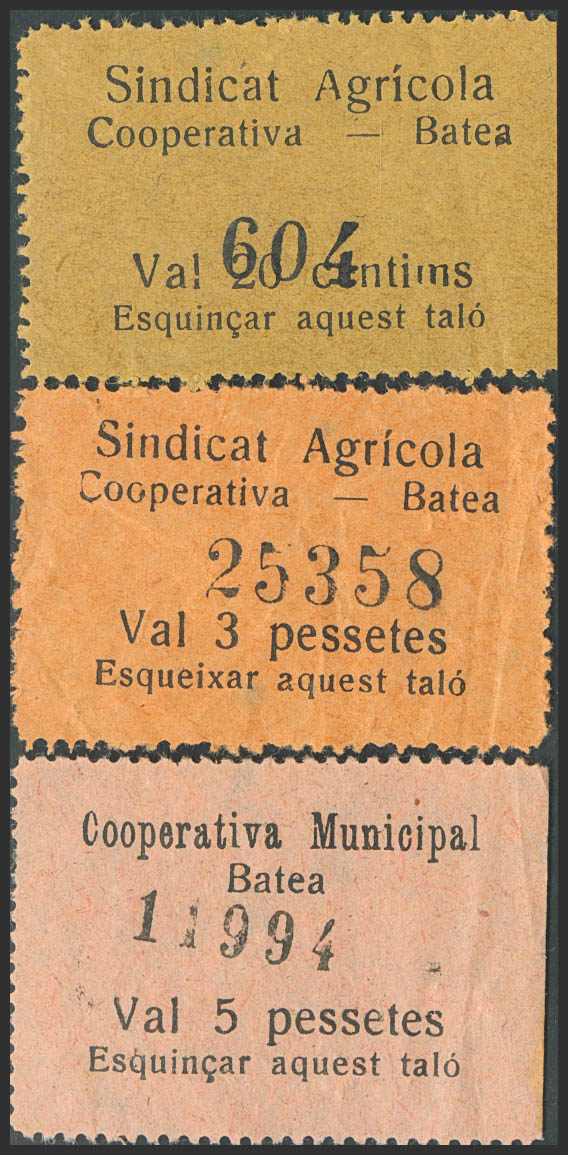 Sindicat Agrícola
Cooperativa — Batea
604
Val 20 centims
Esquinçar aquest taló
Sindicat Agrícola
Cooperativa — Batea
25358
Val 3 pessetes
Esqueixar aquest taló
Cooperativa Municipal
Batea
11994
Val 5 pessetes
Esquinçar aquest taló